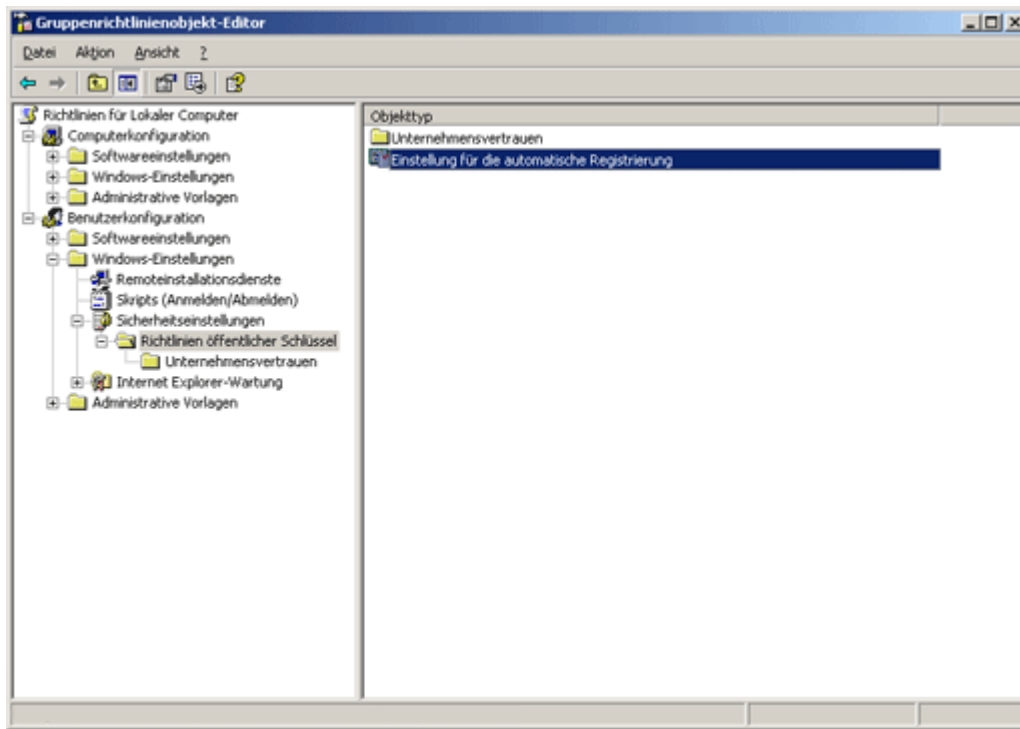 Gruppenrichtlinienobjekt-Editor
Datei Aktion Ansicht ?
Richtlinien für Lokaler Computer
Computerkonfiguration
Softwareeinstellungen
Windows-Einstellungen
Administrative Vorlagen
Benutzerkonfiguration
Softwareeinstellungen
Windows-Einstellungen
Remoteinstallationsdienste
Skripts (Anmelden/Abmelden)
Sicherheitseinstellungen
Richtlinien öffentlicher Schlüssel
Unternehmensvertrauen
Internet Explorer-Wartung
Administrative Vorlagen
Objekttyp
Unternehmensvertrauen
Einstellung für die automatische Registrierung